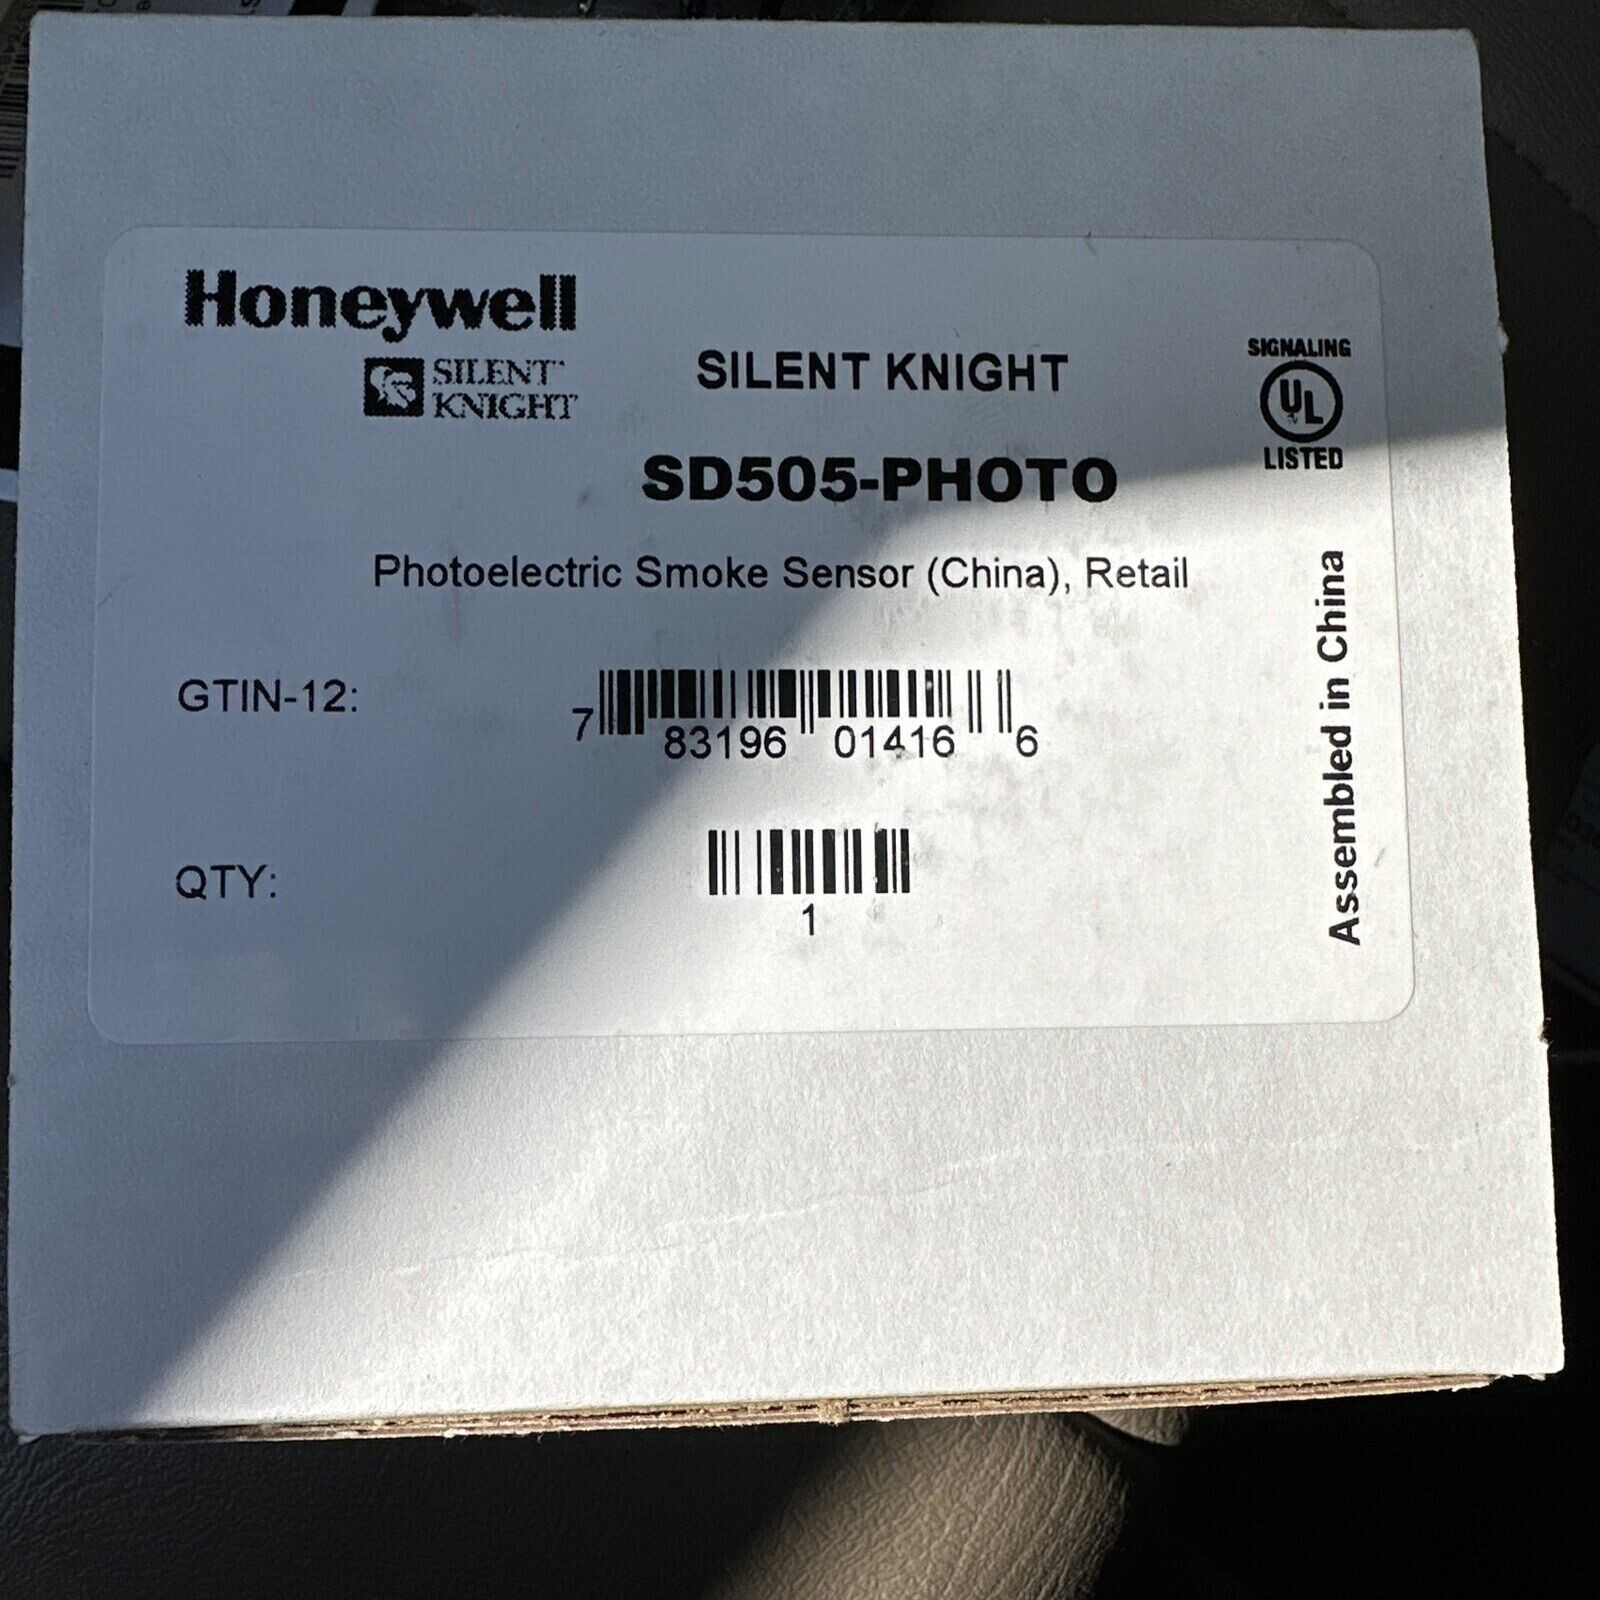 Honeywell
SILENT™ KNIGHT
SILENT KNIGHT
SIGNALING
UL
LISTED
SD505-PHOTO
Photoelectric Smoke Sensor (China), Retail
GTIN-12:
7 83196 01416 6
QTY:
1
Assembled in China